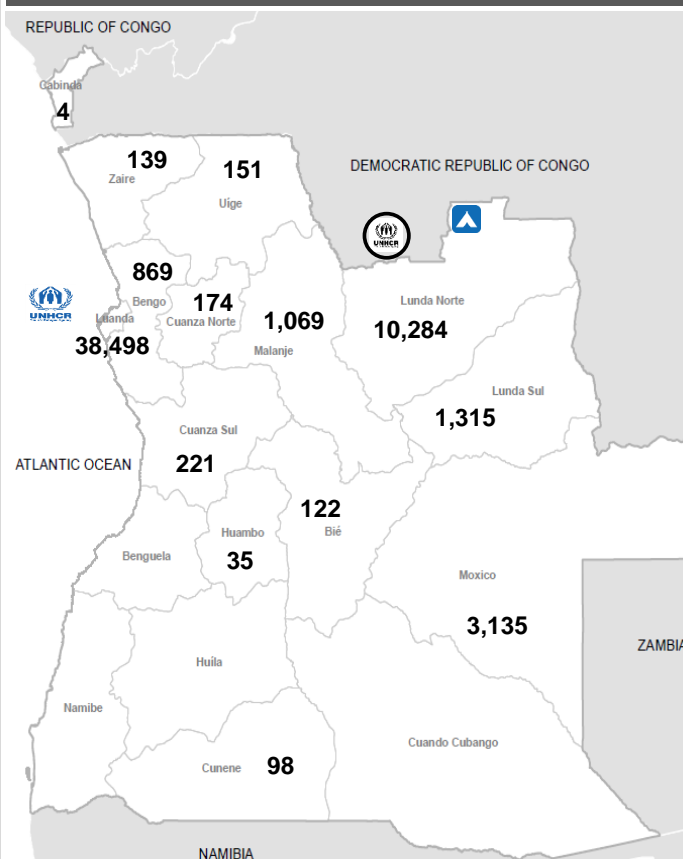 REPUBLIC OF CONGO
Cabinda
4
139
Zaire
151
Uíge
DEMOCRATIC REPUBLIC OF CONGO
UNHCR
869
Bengo
174
Cuanza Norte
1,069
Malanje
Lunda Norte
10,284
UNHCR
Luanda
38,498
Lunda Sul
1,315
Cuanza Sul
221
ATLANTIC OCEAN
122
Bié
Huambo
35
Benguela
Moxico
3,135
ZAMBIA
Huíla
Namibe
Cuando Cubango
Cunene 98
NAMIBIA